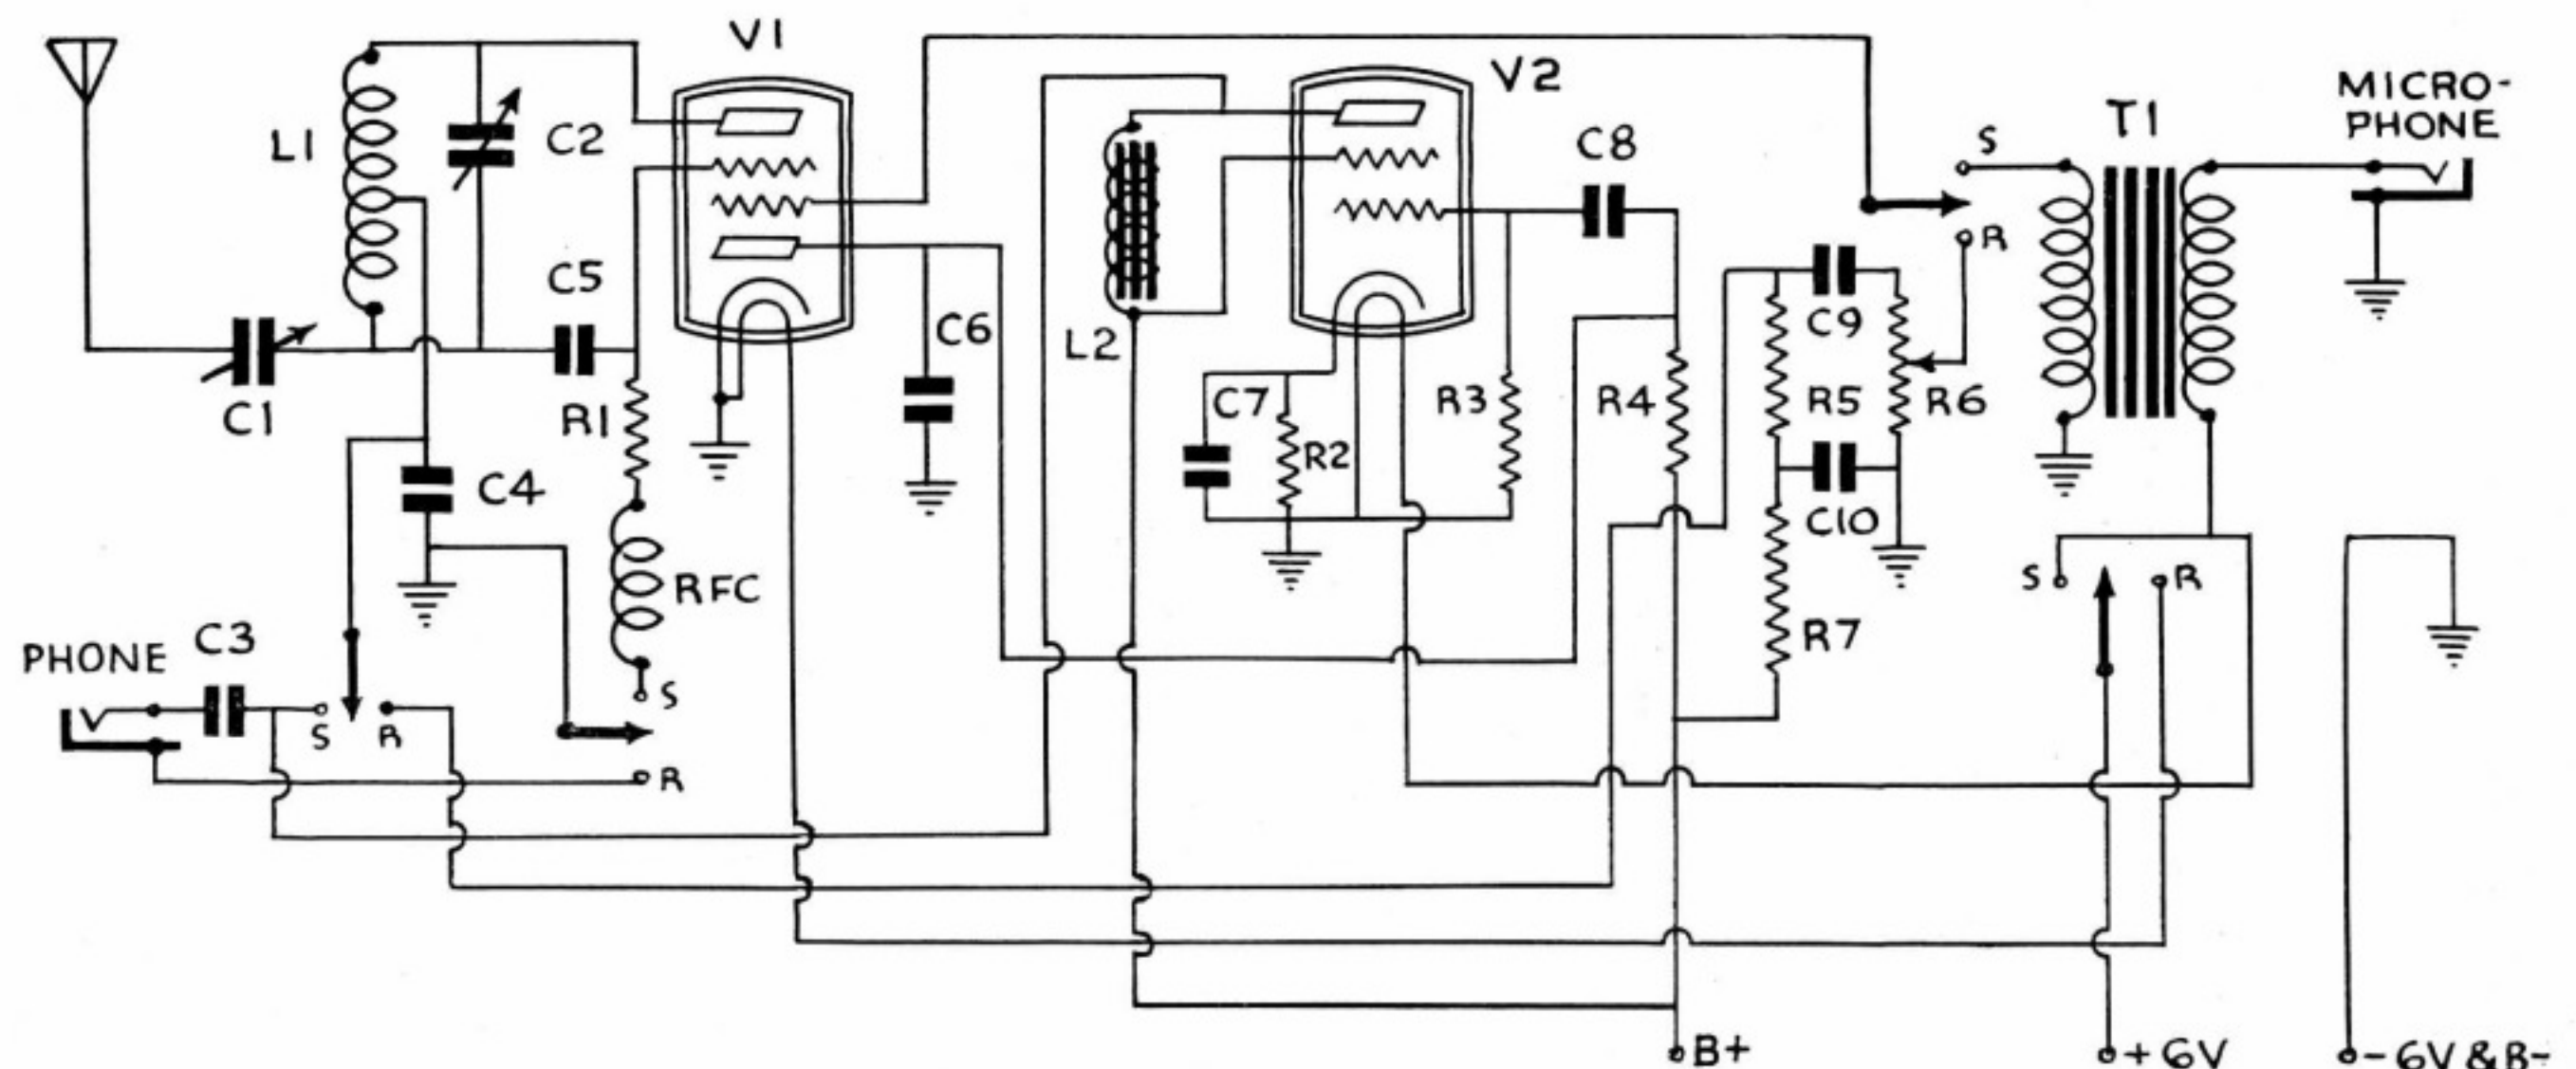 V1
V2
MICRO-
PHONE
T1
L1
C2
C8
S
R
C5
C6
L2
C9
C1
R1
C7
R3
R4
R5
R6
R2
C4
C10
RFC
S
R
PHONE
C3
R7
S
R
S
R
B+
+6V
-6V&B-